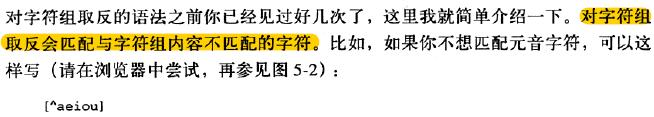 对字符组取反的语法之前你已经见过好几次了，这里我就简单介绍一下。对字符组
取反会匹配与字符组内容不匹配的字符。比如，如果你不想匹配元音字符，可以这
样写（请在浏览器中尝试，再参见图 5-2）：
[^aeiou]